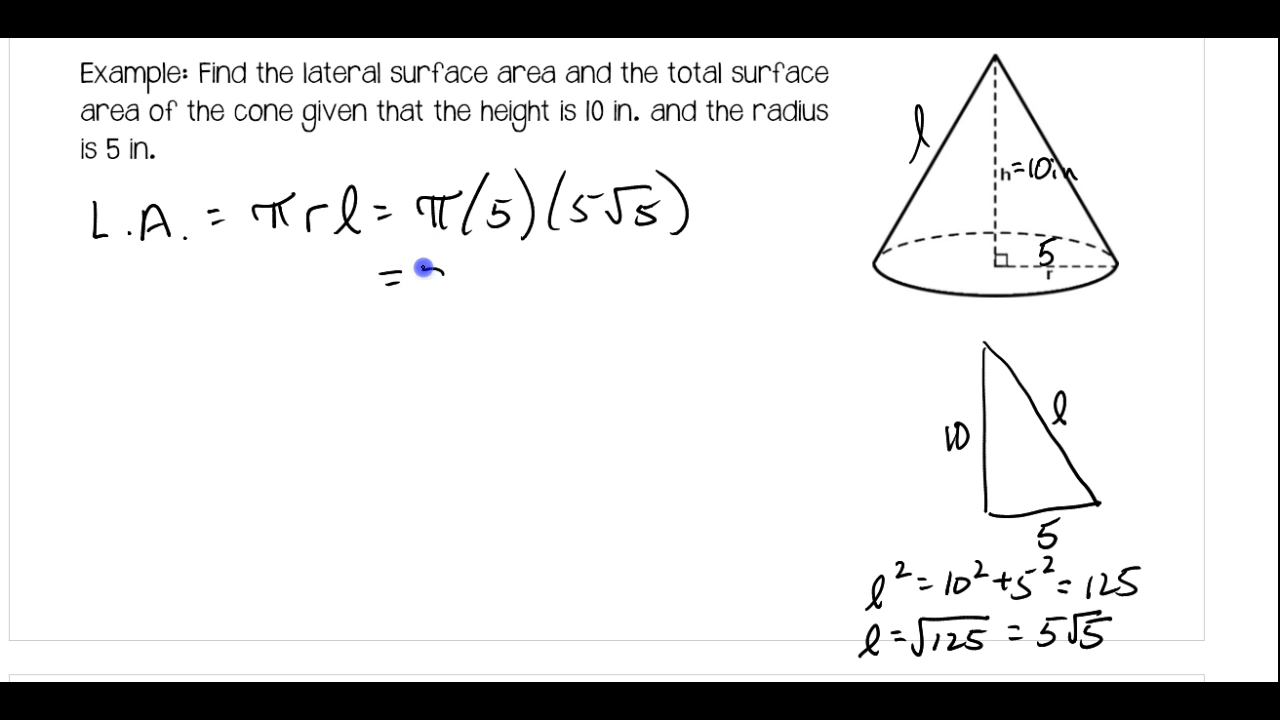 Example: Find the lateral surface area and the total surface
area of the cone given that the height is 10 in. and the radius
is 5 in.
L.A. = πrl = π(5)(5√5)
=
l
h=10in
5
r
10
l
5
l² = 10² + 5² = 125
l = √125 = 5√5